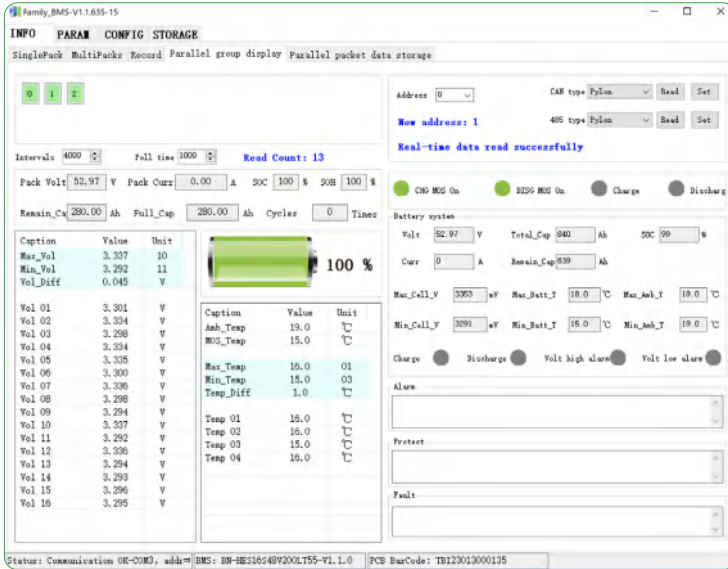 Family_BMS-V1.1.635-15
INFO PARAM CONFIG STORAGE
SinglePack MultiPacks Record Parallel group display Parallel packet data storage
0 1 2
Address 0 CAN type Pylon Read Set
Now address: 1 485 type Pylon Read Set
Real-time data read successfully
Intervals 4000 Poll time 1000 Read Count: 13
Pack Volt 52.97 V Pack Curr 0.00 A SOC 100 % SOH 100 %
Remain_Ca 280.00 Ah Full_Cap 280.00 Ah Cycles 0 Times
CHG MOS On DISG MOS On Charge Discharg
Caption Value Unit
Max_Vol 3.337 10
Min_Vol 3.292 11
Vol_Diff 0.045 V
Vol 01 3.301 V
Vol 02 3.334 V
Vol 03 3.298 V
Vol 04 3.334 V
Vol 05 3.335 V
Vol 06 3.300 V
Vol 07 3.336 V
Vol 08 3.298 V
Vol 09 3.294 V
Vol 10 3.337 V
Vol 11 3.292 V
Vol 12 3.336 V
Vol 13 3.294 V
Vol 14 3.293 V
Vol 15 3.296 V
Vol 16 3.295 V
100 %
Caption Value Unit
Amb_Temp 19.0 ℃
MOS_Temp 15.0 ℃
Max_Temp 16.0 01
Min_Temp 15.0 03
Temp_Diff 1.0 ℃
Temp 01 16.0 ℃
Temp 02 16.0 ℃
Temp 03 15.0 ℃
Temp 04 16.0 ℃
Battery system
Volt 52.97 V Total_Cap 840 Ah SOC 99 %
Curr 0 A Remain_Cap 839 Ah
Max_Cell_V 3353 mV Max_Batt_T 18.0 ℃ Max_Amb_T 19.0 ℃
Min_Cell_V 3291 mV Min_Batt_T 15.0 ℃ Min_Amb_T 19.0 ℃
Charge Discharge Volt high alarm Volt low alarm
Alarm
Protect
Fault
Status: Communication OK-COM3, addr= BMS: BN-HES16S48V200LT55-V1.1.0 PCB BarCode: TBI23013000135